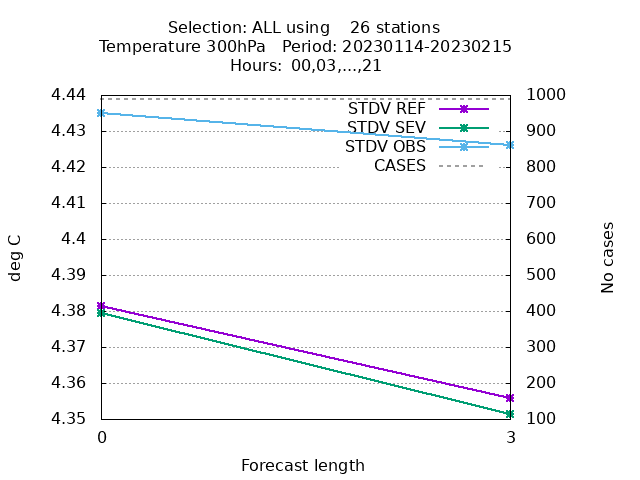 Selection: ALL using    26 stations
Temperature 300hPa   Period: 20230114-20230215
Hours: 00,03,...,21
4.44
4.43
4.42
4.41
4.4
4.39
4.38
4.37
4.36
4.35
deg C
STDV REF
STDV SEV
STDV OBS
CASES
1000
900
800
700
600
500
400
300
200
100
No cases
0
3
Forecast length